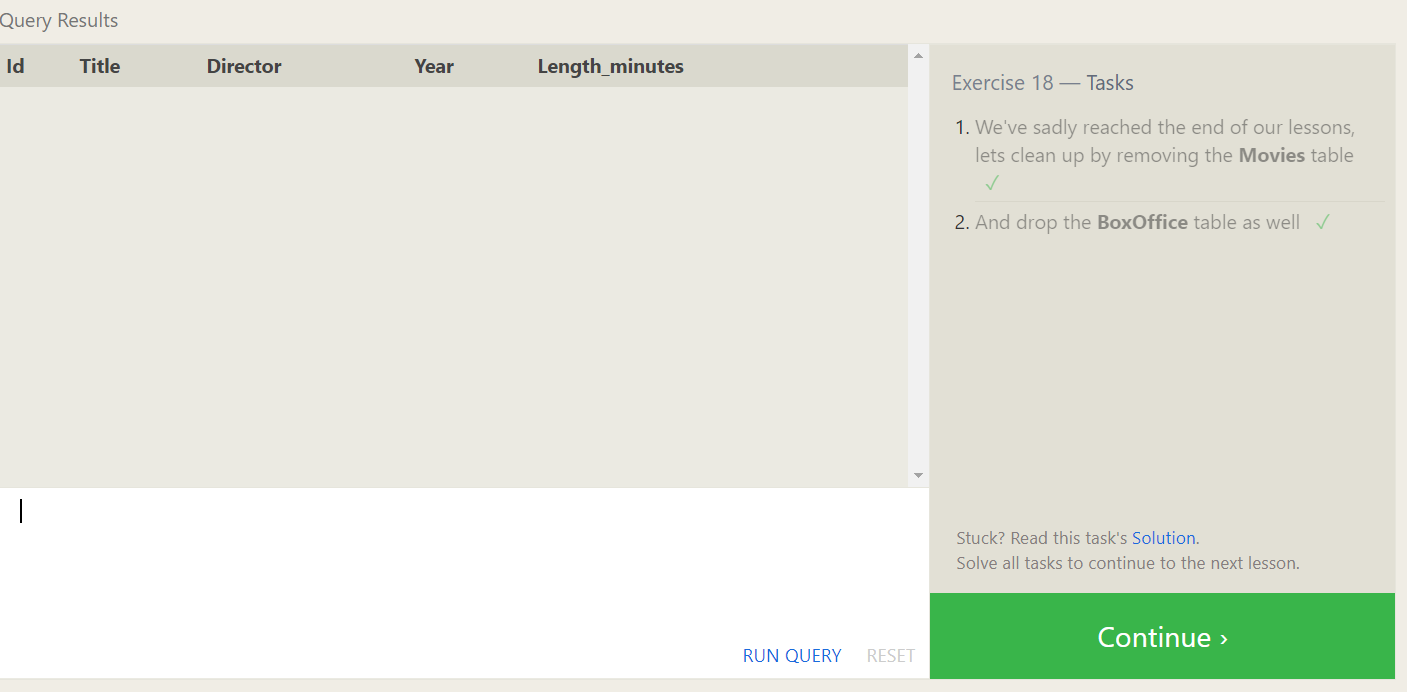 Query Results
Id Title Director Year Length_minutes
Exercise 18 — Tasks
1. We've sadly reached the end of our lessons,
lets clean up by removing the Movies table
✓
2. And drop the BoxOffice table as well ✓
Stuck? Read this task's Solution.
Solve all tasks to continue to the next lesson.
RUN QUERY RESET
Continue ›